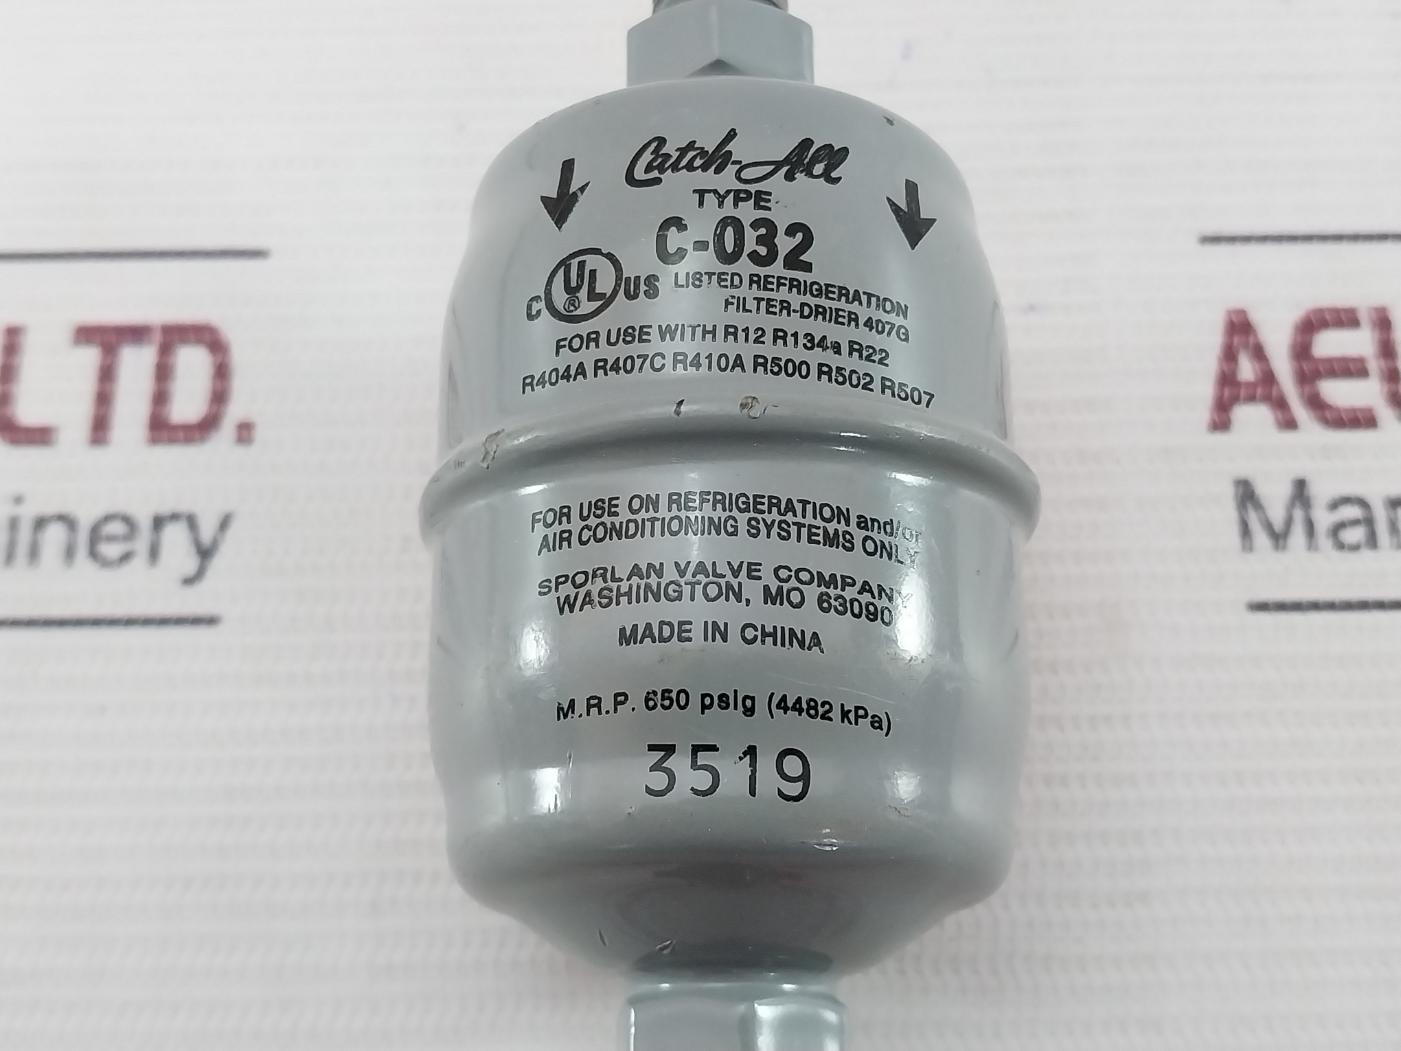 Catch-All
TYPE
C-032
C UL® US LISTED REFRIGERATION
FILTER-DRIER 407G
FOR USE WITH R12 R134a R22
R404A R407C R410A R500 R502 R507
FOR USE ON REFRIGERATION and/or
AIR CONDITIONING SYSTEMS ONLY
SPORLAN VALVE COMPANY
WASHINGTON, MO 63090
MADE IN CHINA
M.R.P. 650 psig (4482 kPa)
3519
LTD.
inery